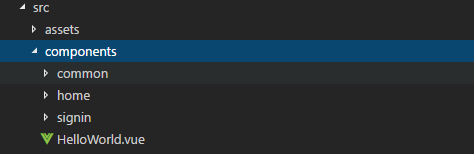 src
assets
components
common
home
signin
HelloWorld.vue